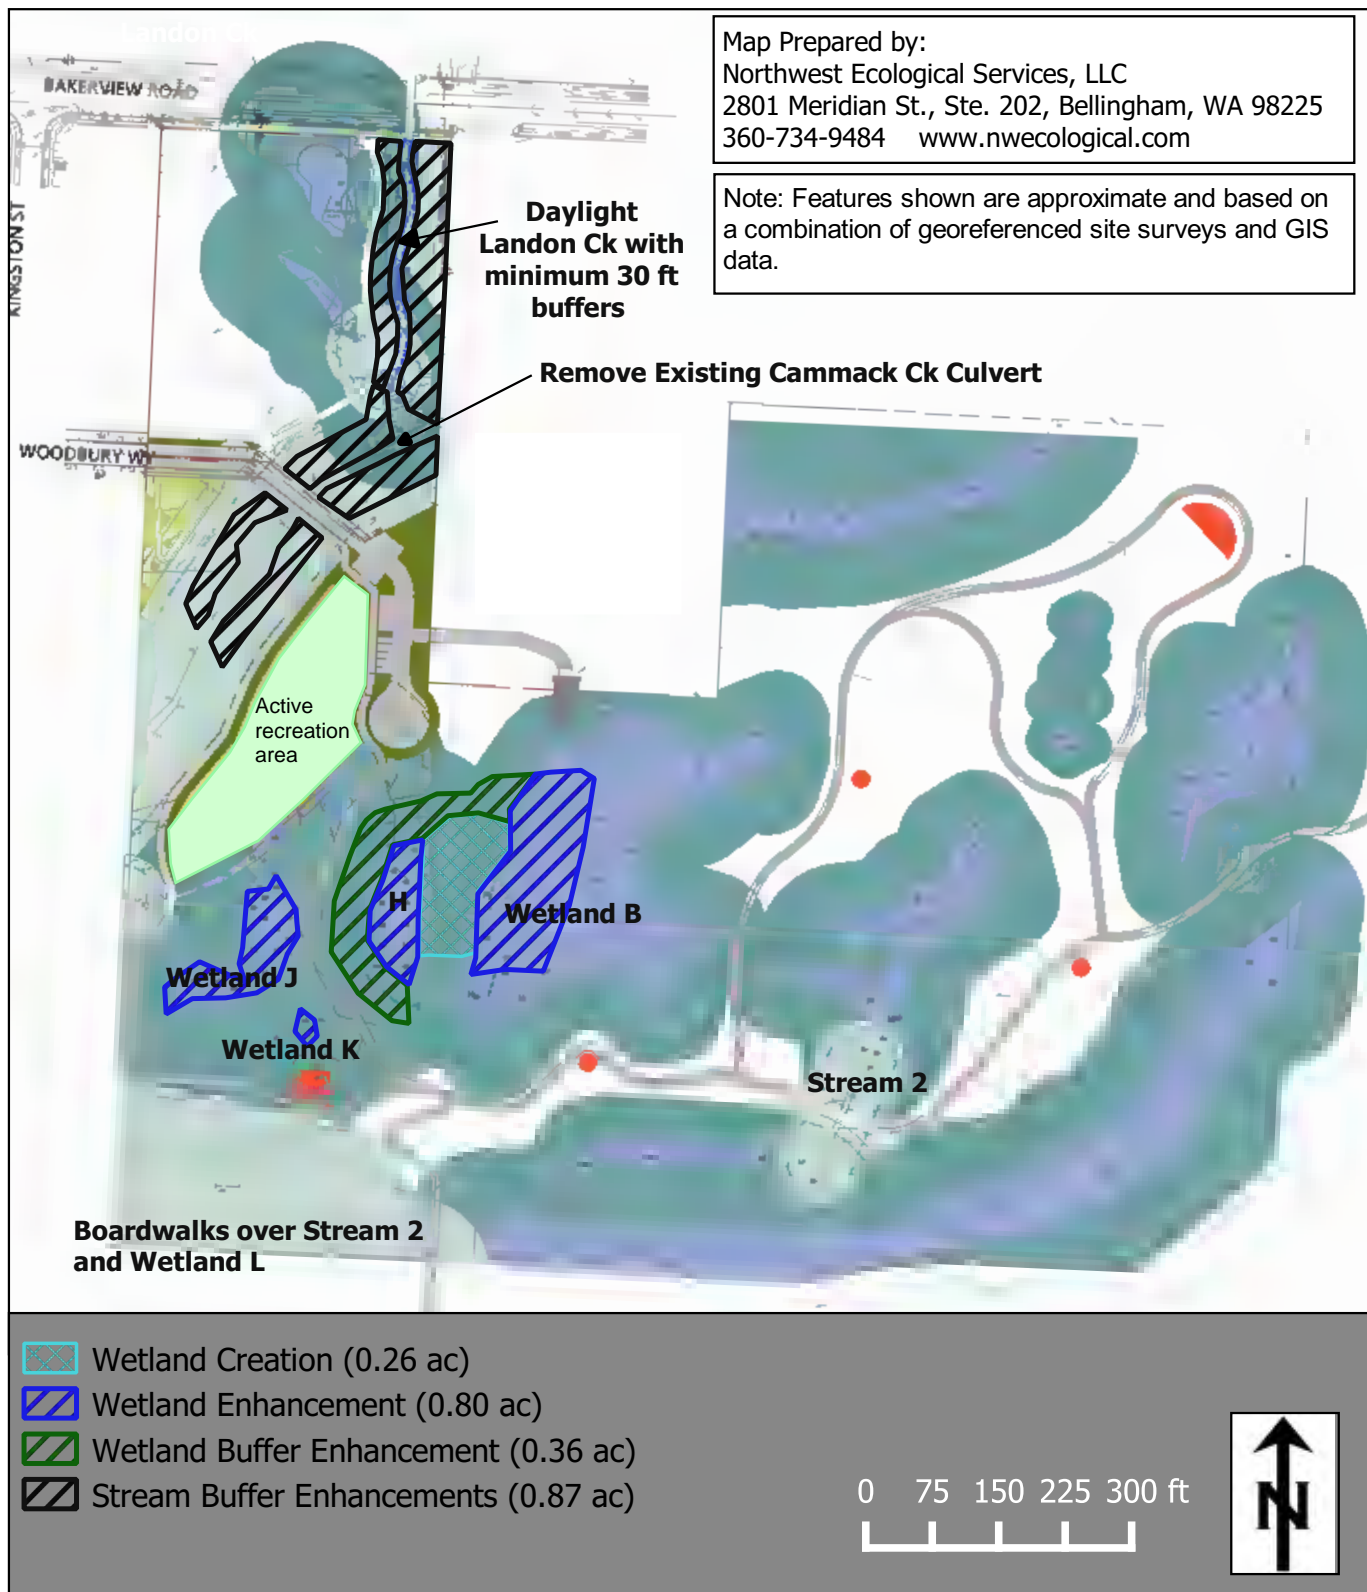 Landon Ck
BAKERVIEW ROAD
Map Prepared by:
Northwest Ecological Services, LLC
2801 Meridian St., Ste. 202, Bellingham, WA 98225
360-734-9484 www.nwecological.com
Note: Features shown are approximate and based on
a combination of georeferenced site surveys and GIS
data.
KINGSTON ST
Daylight
Landon Ck with
minimum 30 ft
buffers
Remove Existing Cammack Ck Culvert
WOODBURY WY
Active
recreation
area
H
Wetland B
Wetland J
Wetland K
Stream 2
Boardwalks over Stream 2
and Wetland L
Wetland Creation (0.26 ac)
Wetland Enhancement (0.80 ac)
Wetland Buffer Enhancement (0.36 ac)
Stream Buffer Enhancements (0.87 ac)
0 75 150 225 300 ft
N